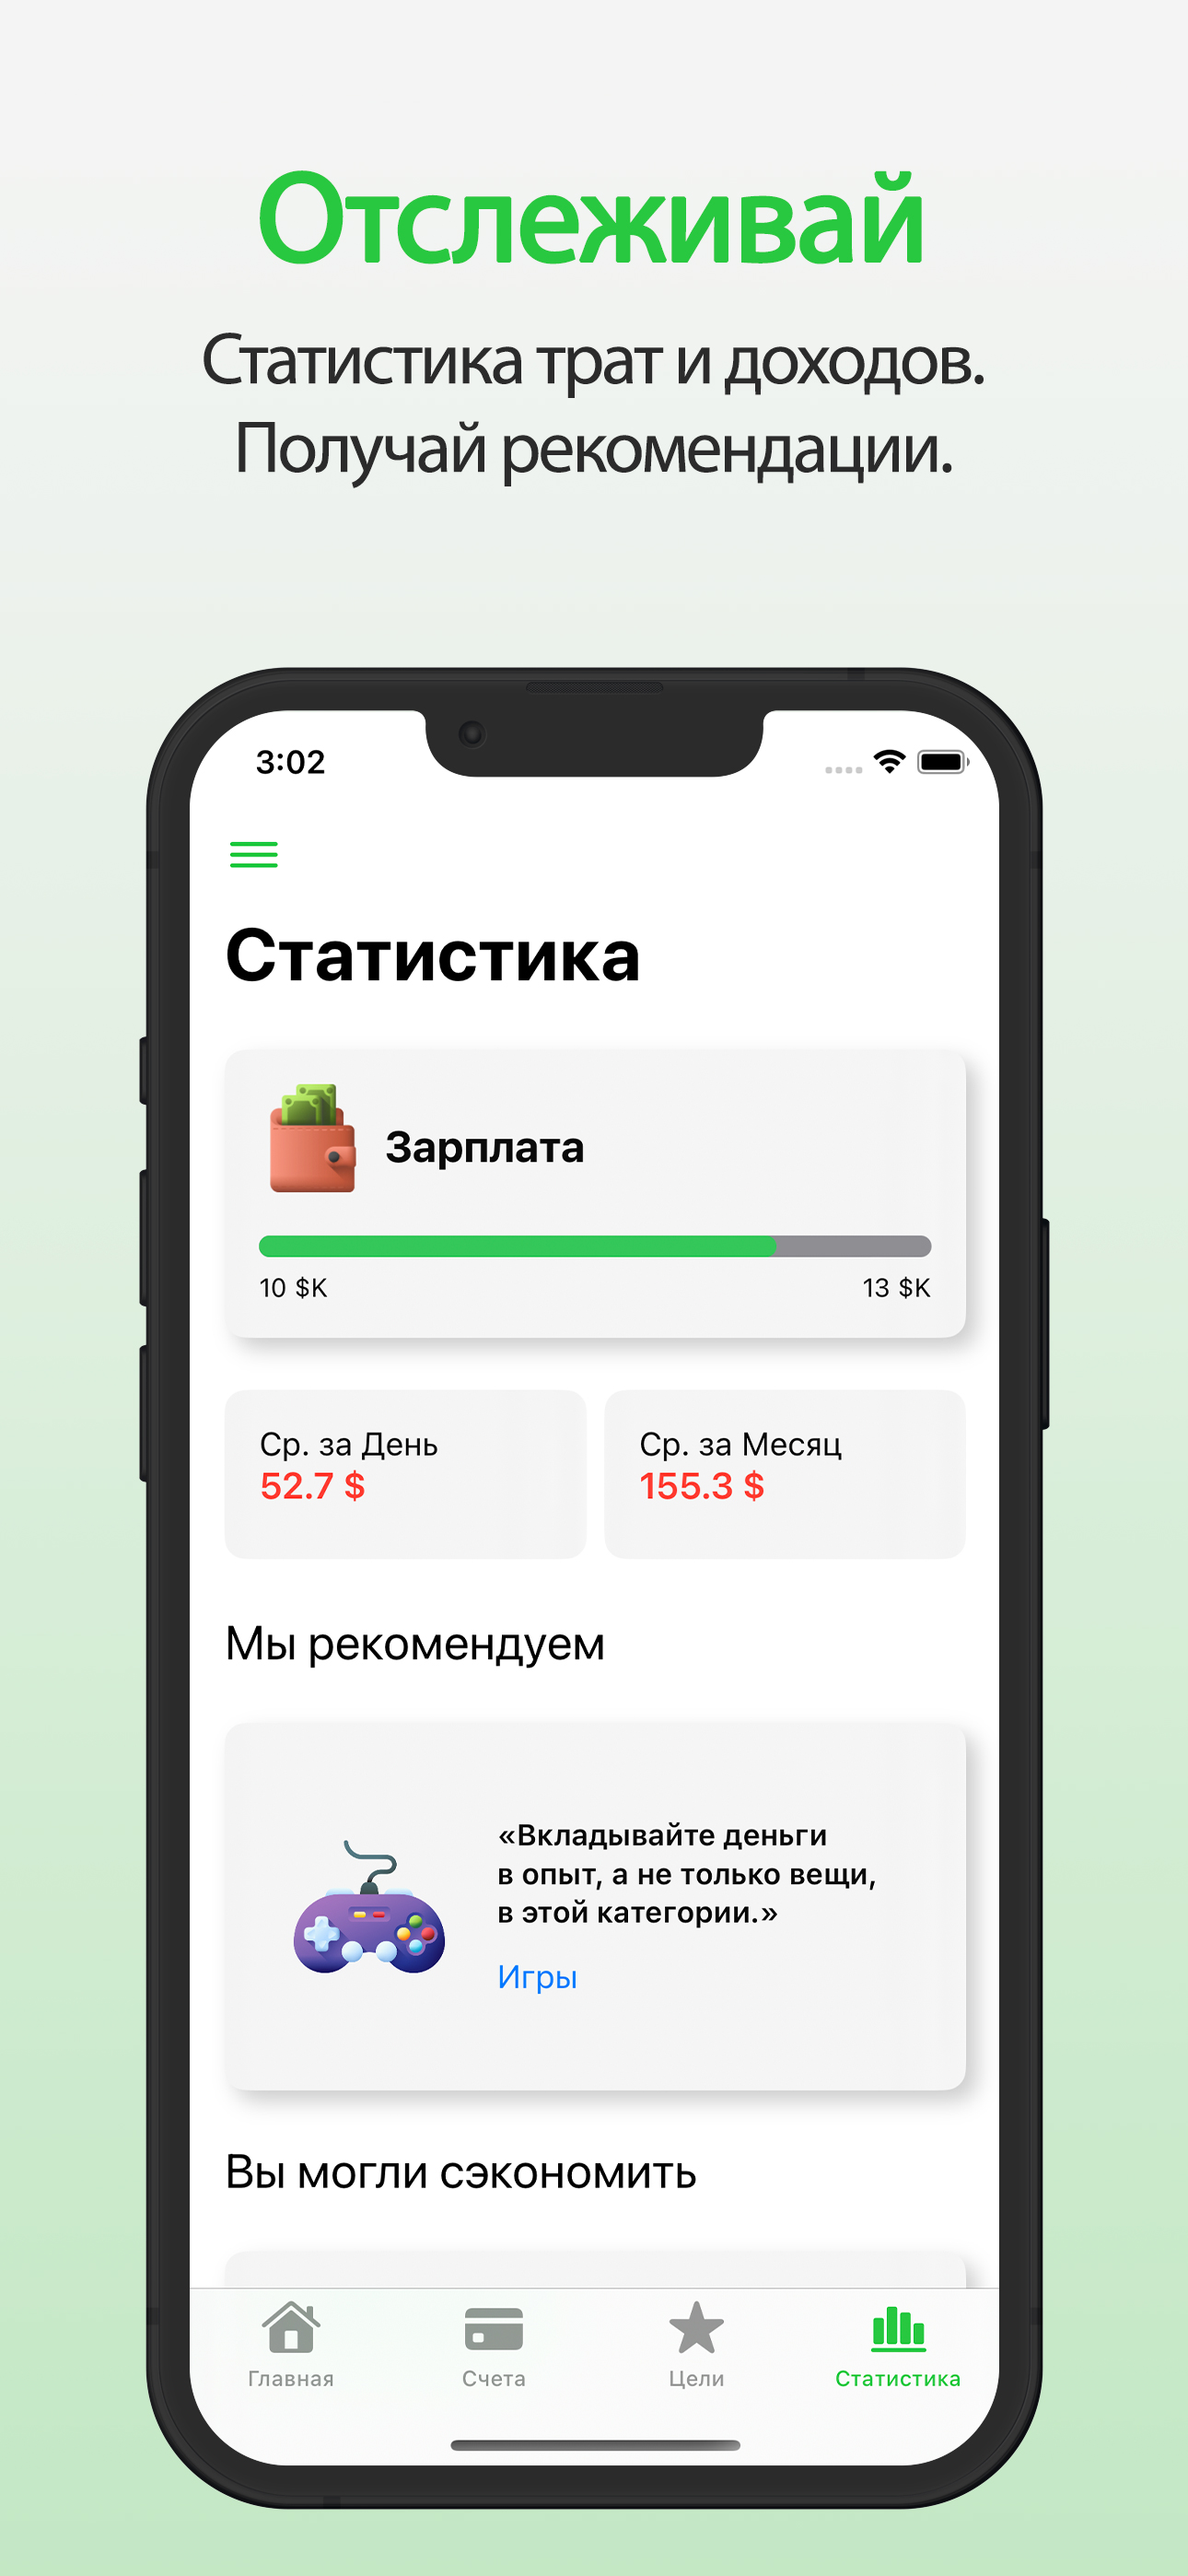 Отслеживай
Статистика трат и доходов.
Получай рекомендации.
3:02
Статистика
Зарплата
10 $K
13 $K
Ср. за День
52.7 $
Ср. за Месяц
155.3 $
Мы рекомендуем
«Вкладывайте деньги
в опыт, а не только вещи,
в этой категории.»
Игры
Вы могли сэкономить
Главная
Счета
Цели
Статистика